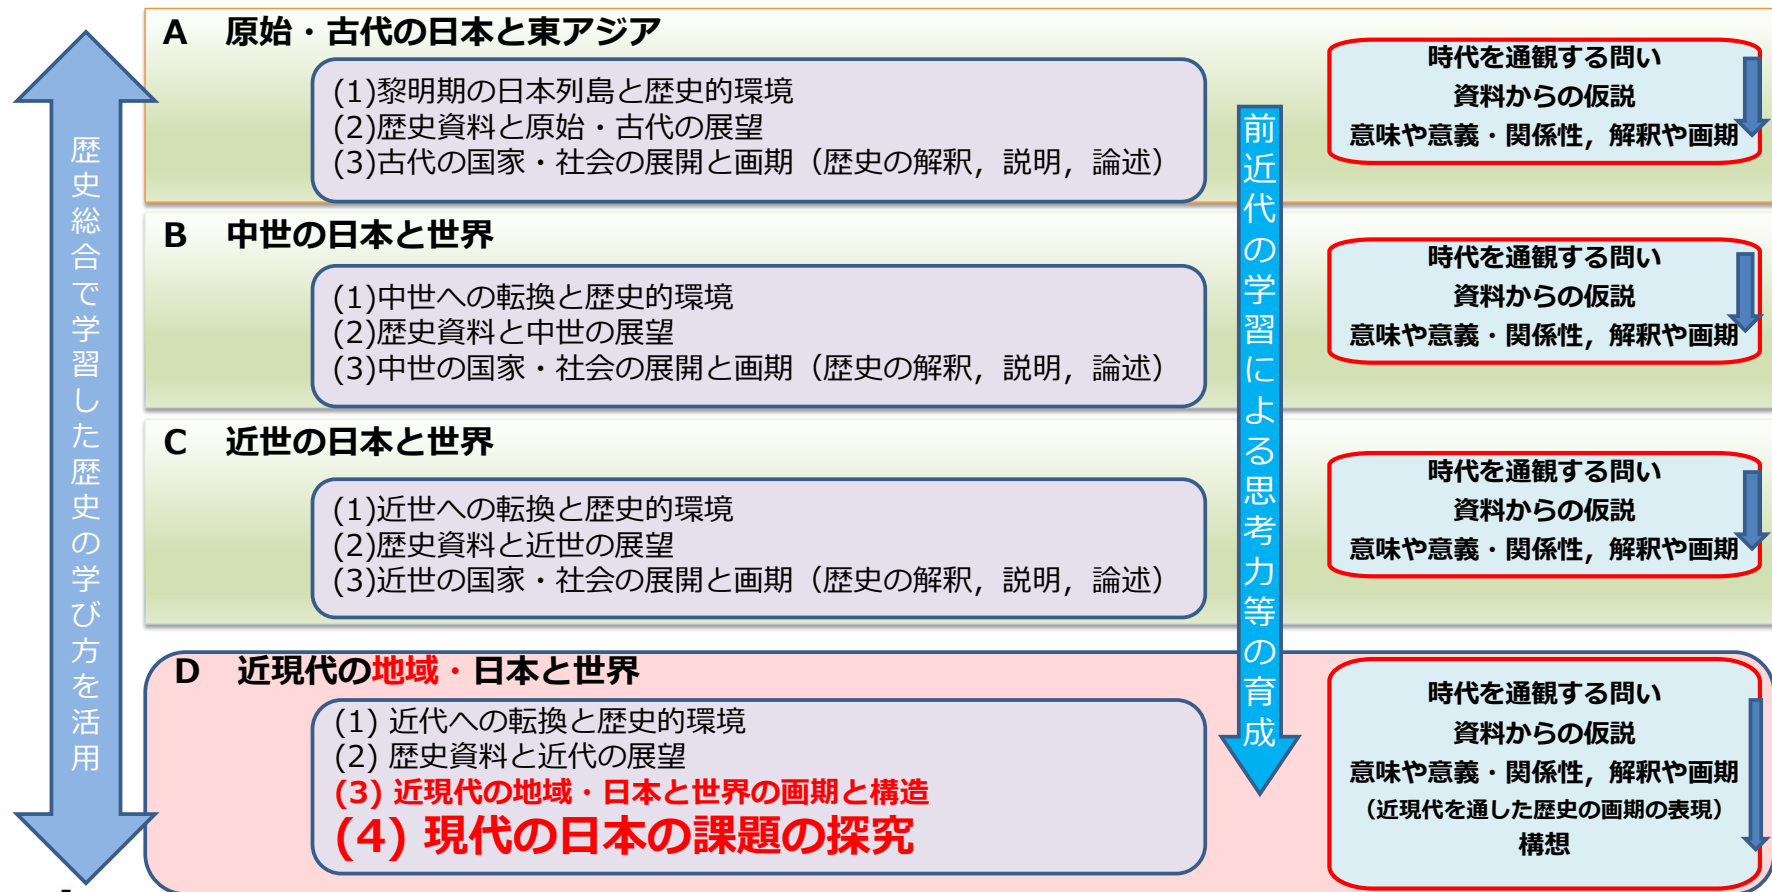 A 原始・古代の日本と東アジア
(1)黎明期の日本列島と歴史的環境
(2)歴史資料と原始・古代の展望
(3)古代の国家・社会の展開と画期（歴史の解釈，説明，論述）
時代を通観する問い
資料からの仮説
意味や意義・関係性，解釈や画期
B 中世の日本と世界
(1)中世への転換と歴史的環境
(2)歴史資料と中世の展望
(3)中世の国家・社会の展開と画期（歴史の解釈，説明，論述）
時代を通観する問い
資料からの仮説
意味や意義・関係性，解釈や画期
C 近世の日本と世界
(1)近世への転換と歴史的環境
(2)歴史資料と近世の展望
(3)近世の国家・社会の展開と画期（歴史の解釈，説明，論述）
時代を通観する問い
資料からの仮説
意味や意義・関係性，解釈や画期
D 近現代の地域・日本と世界
(1) 近代への転換と歴史的環境
(2) 歴史資料と近代の展望
(3) 近現代の地域・日本と世界の画期と構造
(4) 現代の日本の課題の探究
時代を通観する問い
資料からの仮説
意味や意義・関係性，解釈や画期
（近現代を通した歴史の画期の表現）
構想
歴史総合で学習した歴史の学び方を活用
前近代の学習による思考力等の育成